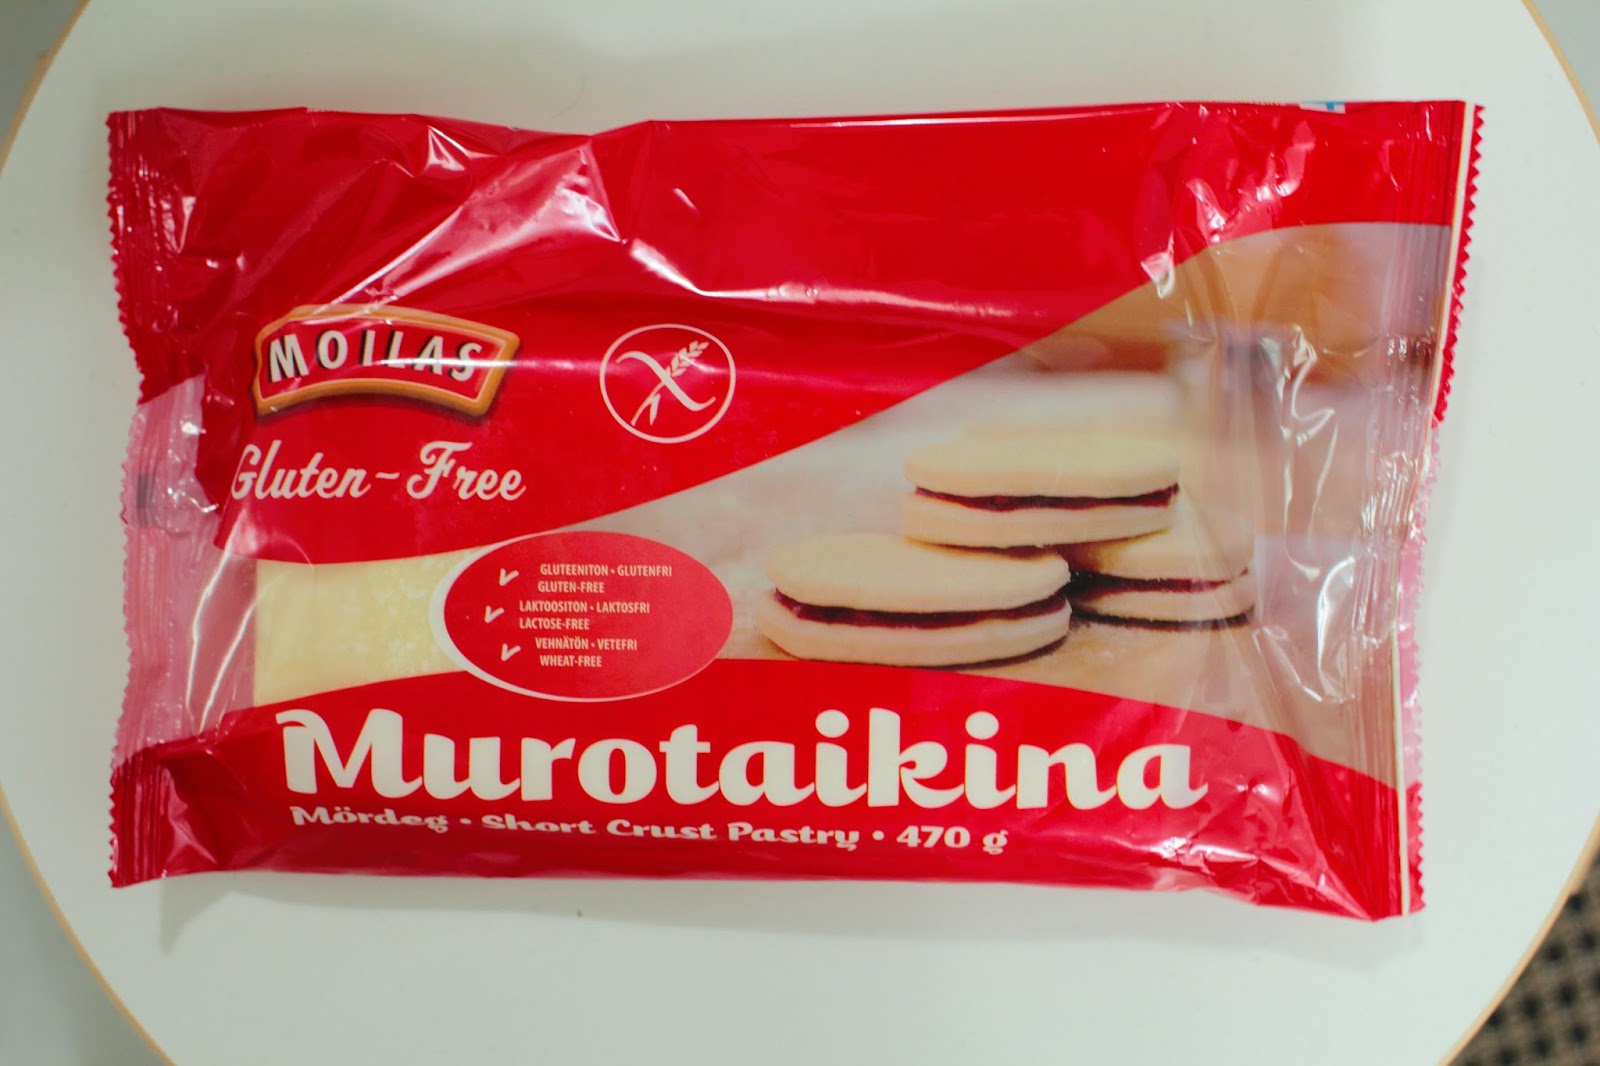 MOILAS
Gluten-Free
GLUTEENITON • GLUTENFRI
GLUTEN-FREE
LAKTOOSITON • LAKTOSFRI
LACTOSE-FREE
VEHNÄTÖN • VETEFRI
WHEAT-FREE
Murotaikina
Mördeg • Short Crust Pastry • 470 g